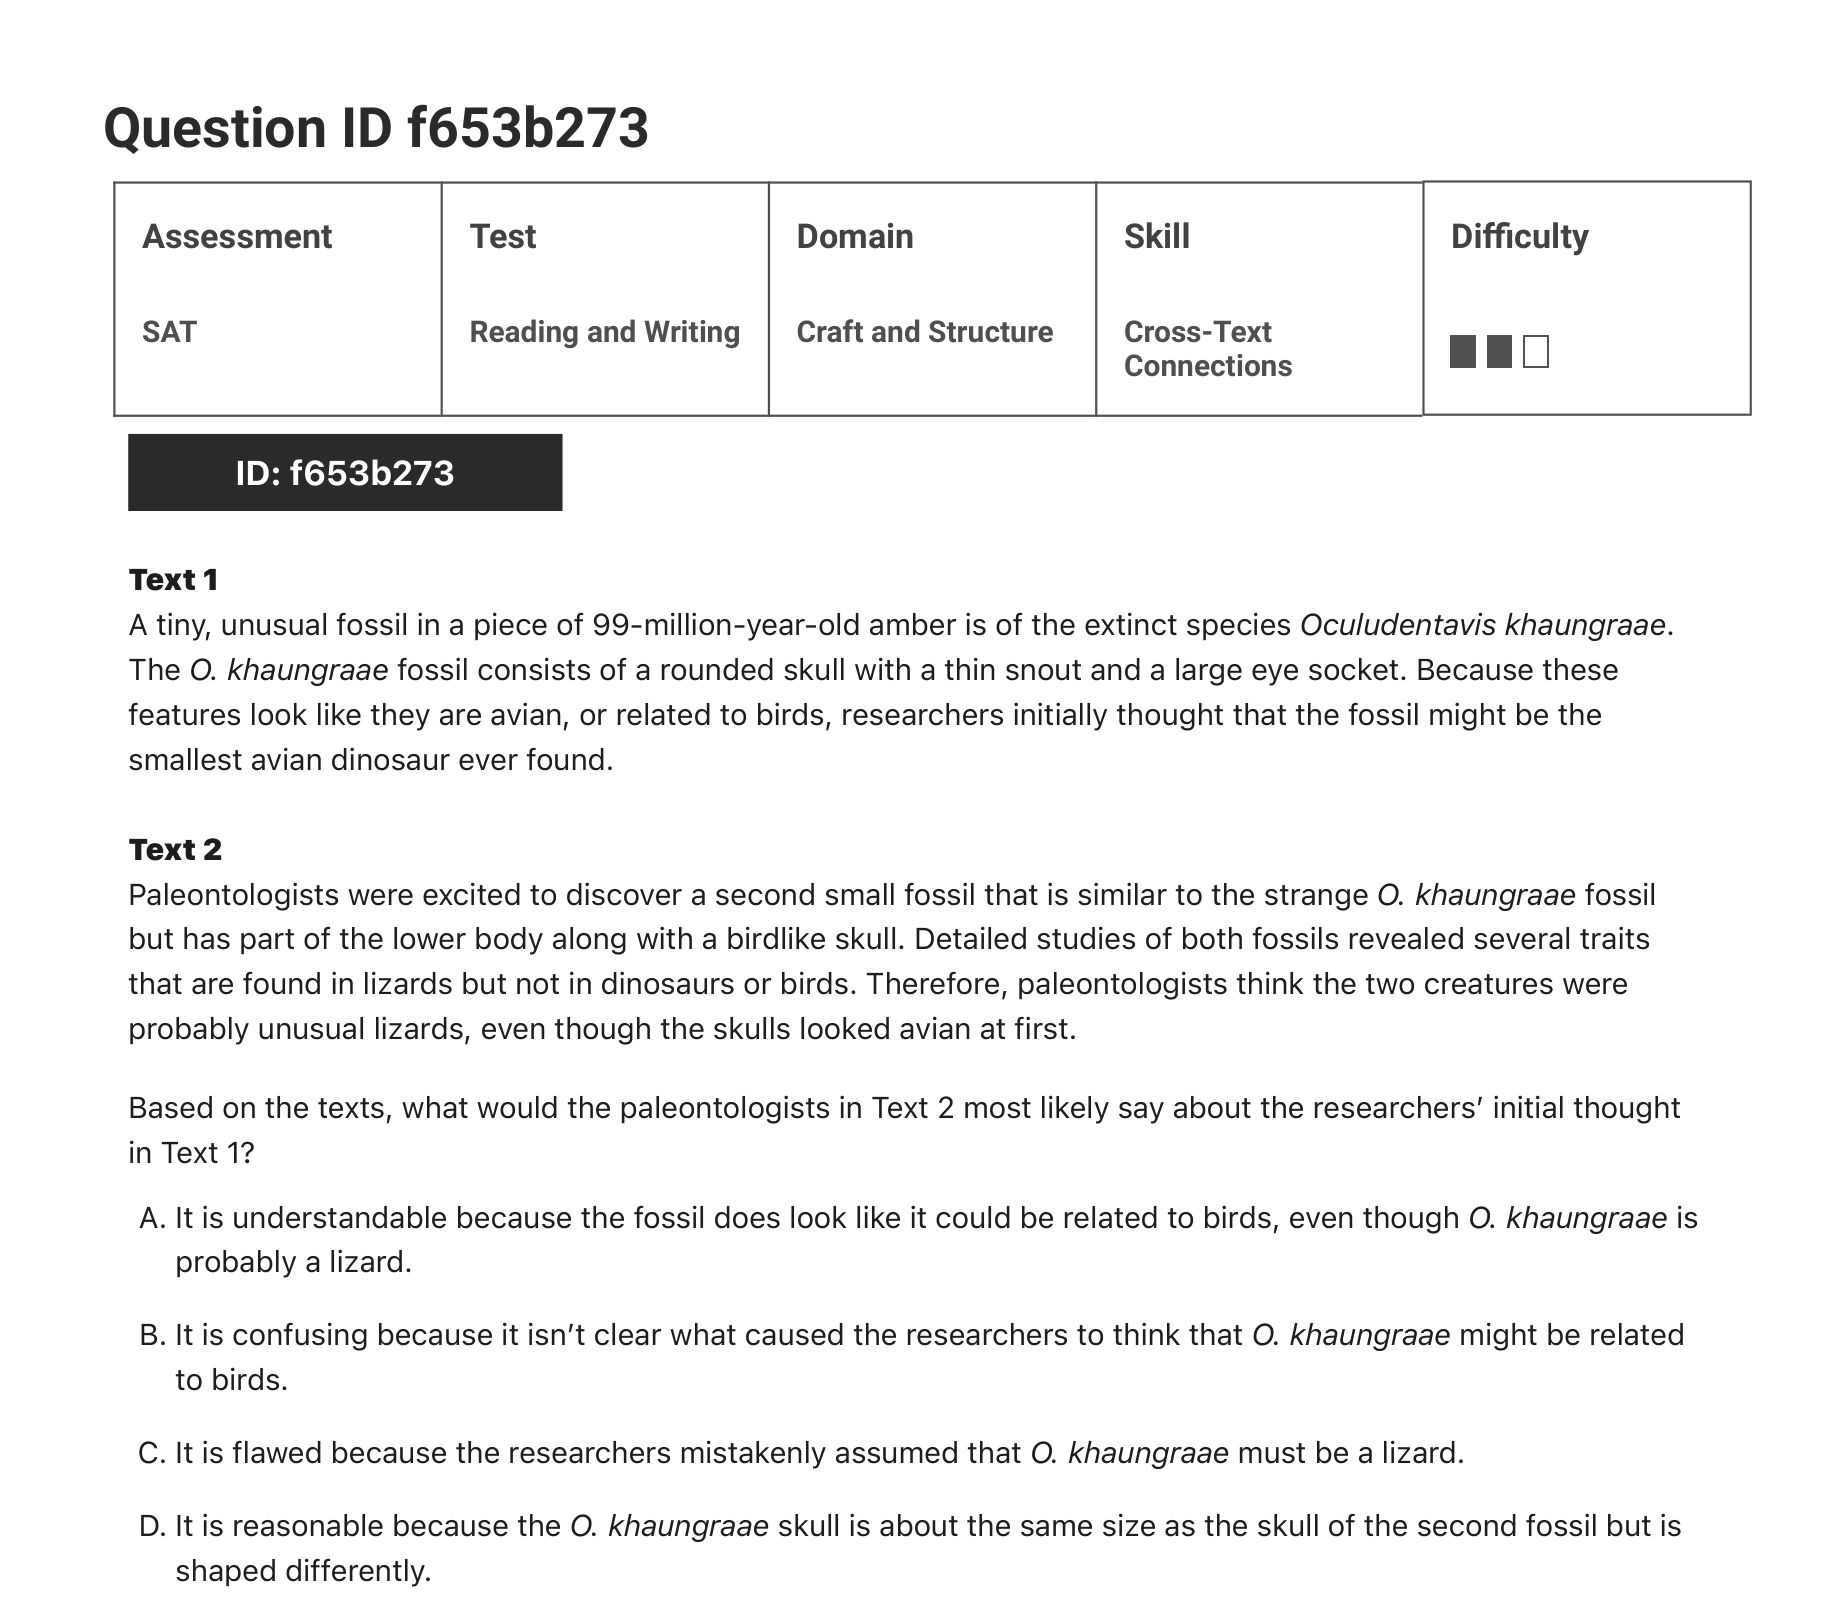 Question ID f653b273
Assessment
Test
Domain
Skill
Difficulty
SAT
Reading and Writing
Craft and Structure
Cross-Text
Connections
ID: f653b273
Text 1
A tiny, unusual fossil in a piece of 99-million-year-old amber is of the extinct species Oculudentavis khaungraae.
The O. khaungraae fossil consists of a rounded skull with a thin snout and a large eye socket. Because these
features look like they are avian, or related to birds, researchers initially thought that the fossil might be the
smallest avian dinosaur ever found.
Text 2
Paleontologists were excited to discover a second small fossil that is similar to the strange O. khaungraae fossil
but has part of the lower body along with a birdlike skull. Detailed studies of both fossils revealed several traits
that are found in lizards but not in dinosaurs or birds. Therefore, paleontologists think the two creatures were
probably unusual lizards, even though the skulls looked avian at first.
Based on the texts, what would the paleontologists in Text 2 most likely say about the researchers’ initial thought
in Text 1?
A. It is understandable because the fossil does look like it could be related to birds, even though O. khaungraae is
probably a lizard.
B. It is confusing because it isn’t clear what caused the researchers to think that O. khaungraae might be related
to birds.
C. It is flawed because the researchers mistakenly assumed that O. khaungraae must be a lizard.
D. It is reasonable because the O. khaungraae skull is about the same size as the skull of the second fossil but is
shaped differently.